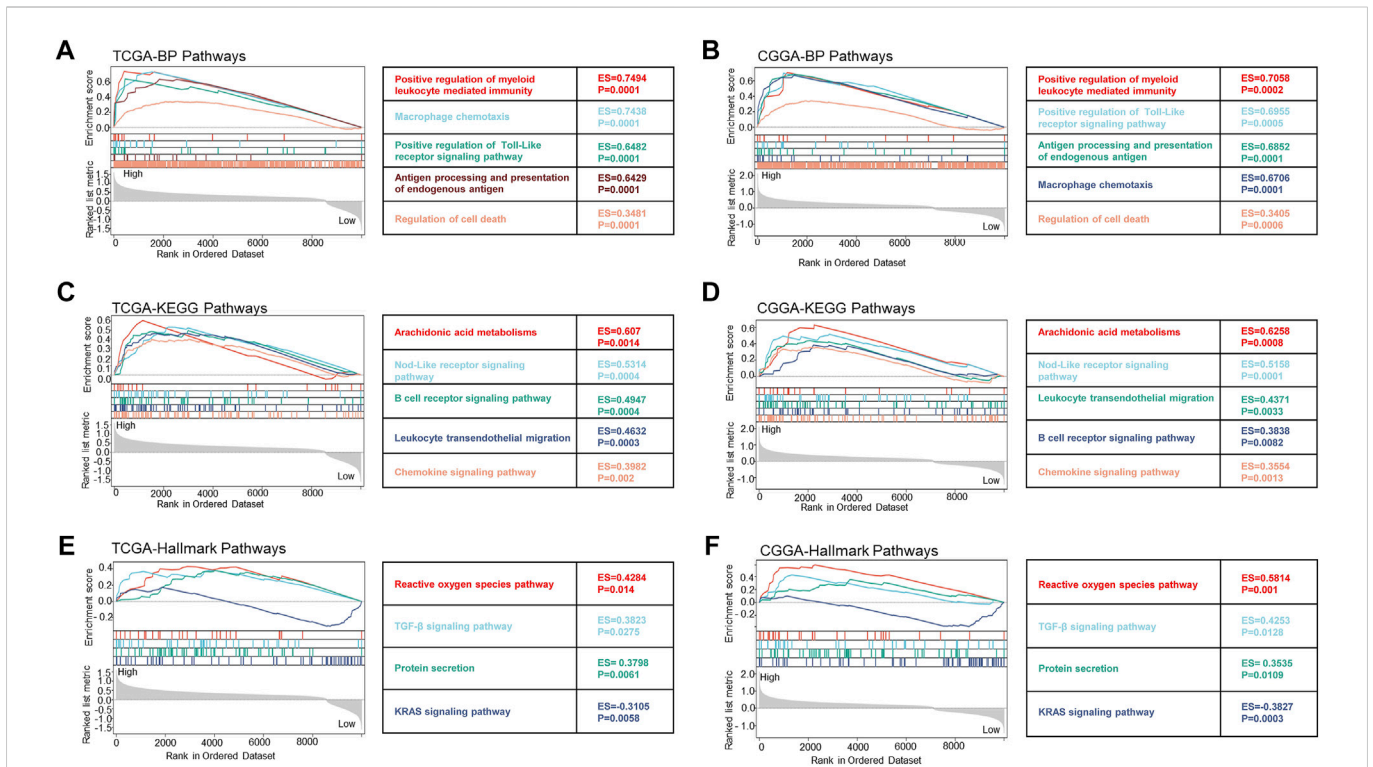 A
TCGA-BP Pathways
Enrichment score
0.6
0.4
0.2
0.0
Ranked list metric
1.5
1.0
0.5
0.0
-0.5
-1.0
-1.5
High
Low
0 2000 4000 6000 8000
Rank in Ordered Dataset
Positive regulation of myeloid
leukocyte mediated immunity
ES=0.7494
P=0.0001
Macrophage chemotaxis
ES=0.7438
P=0.0001
Positive regulation of Toll-Like
receptor signaling pathway
ES=0.6482
P=0.0001
Antigen processing and presentation
of endogenous antigen
ES=0.6429
P=0.0001
Regulation of cell death
ES=0.3481
P=0.0001
B
CGGA-BP Pathways
Enrichment score
0.6
0.4
0.2
0.0
Ranked list metric
2.0
1.0
0.0
-1.0
High
Low
0 2000 4000 6000 8000
Rank in Ordered Dataset
Positive regulation of myeloid
leukocyte mediated immunity
ES=0.7058
P=0.0002
Positive regulation of Toll-Like
receptor signaling pathway
ES=0.6955
P=0.0005
Antigen processing and presentation
of endogenous antigen
ES=0.6852
P=0.0001
Macrophage chemotaxis
ES=0.6706
P=0.0001
Regulation of cell death
ES=0.3405
P=0.0006
C
TCGA-KEGG Pathways
Enrichment score
0.6
0.5
0.4
0.3
0.2
0.1
0.0
Ranked list metric
1.5
1.0
0.5
0.0
-0.5
-1.0
-1.5
High
Low
0 2000 4000 6000 8000
Rank in Ordered Dataset
Arachidonic acid metabolisms
ES=0.607
P=0.0014
Nod-Like receptor signaling
pathway
ES=0.5314
P=0.0004
B cell receptor signaling pathway
ES=0.4947
P=0.0004
Leukocyte transendothelial migration
ES=0.4632
P=0.0003
Chemokine signaling pathway
ES=0.3982
P=0.002
D
CGGA-KEGG Pathways
Enrichment score
0.6
0.4
0.2
0.0
Ranked list metric
2.0
1.0
0.0
-1.0
High
Low
0 2000 4000 6000 8000
Rank in Ordered Dataset
Arachidonic acid metabolisms
ES=0.6258
P=0.0008
Nod-Like receptor signaling
pathway
ES=0.5158
P=0.0001
Leukocyte transendothelial migration
ES=0.4371
P=0.0033
B cell receptor signaling pathway
ES=0.3838
P=0.0082
Chemokine signaling pathway
ES=0.3554
P=0.0013
E
TCGA-Hallmark Pathways
Enrichment score
0.4
0.2
0.0
- 0.2
Ranked list metric
1.5
1.0
0.5
0.0
-0.5
-1.0
-1.5
High
Low
0 2000 4000 6000 8000
Rank in Ordered Dataset
Reactive oxygen species pathway
ES=0.4284
P=0.014
TGF-β signaling pathway
ES=0.3823
P=0.0275
Protein secretion
ES= 0.3798
P=0.0061
KRAS signaling pathway
ES=-0.3105
P=0.0058
F
CGGA-Hallmark Pathways
Enrichment score
0.4
0.2
0.0
- 0.2
Ranked list metric
2.0
1.0
0.0
-1.0
High
Low
0 2000 4000 6000 8000
Rank in Ordered Dataset
Reactive oxygen species pathway
ES=0.5814
P=0.001
TGF-β signaling pathway
ES=0.4253
P=0.0128
Protein secretion
ES= 0.3535
P=0.0109
KRAS signaling pathway
ES=-0.3827
P=0.0003